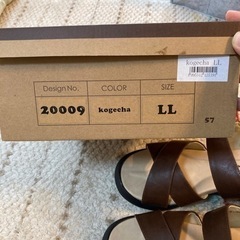 kogecha LL
Design No.
COLOR
SIZE
20009
kogecha
LL
57